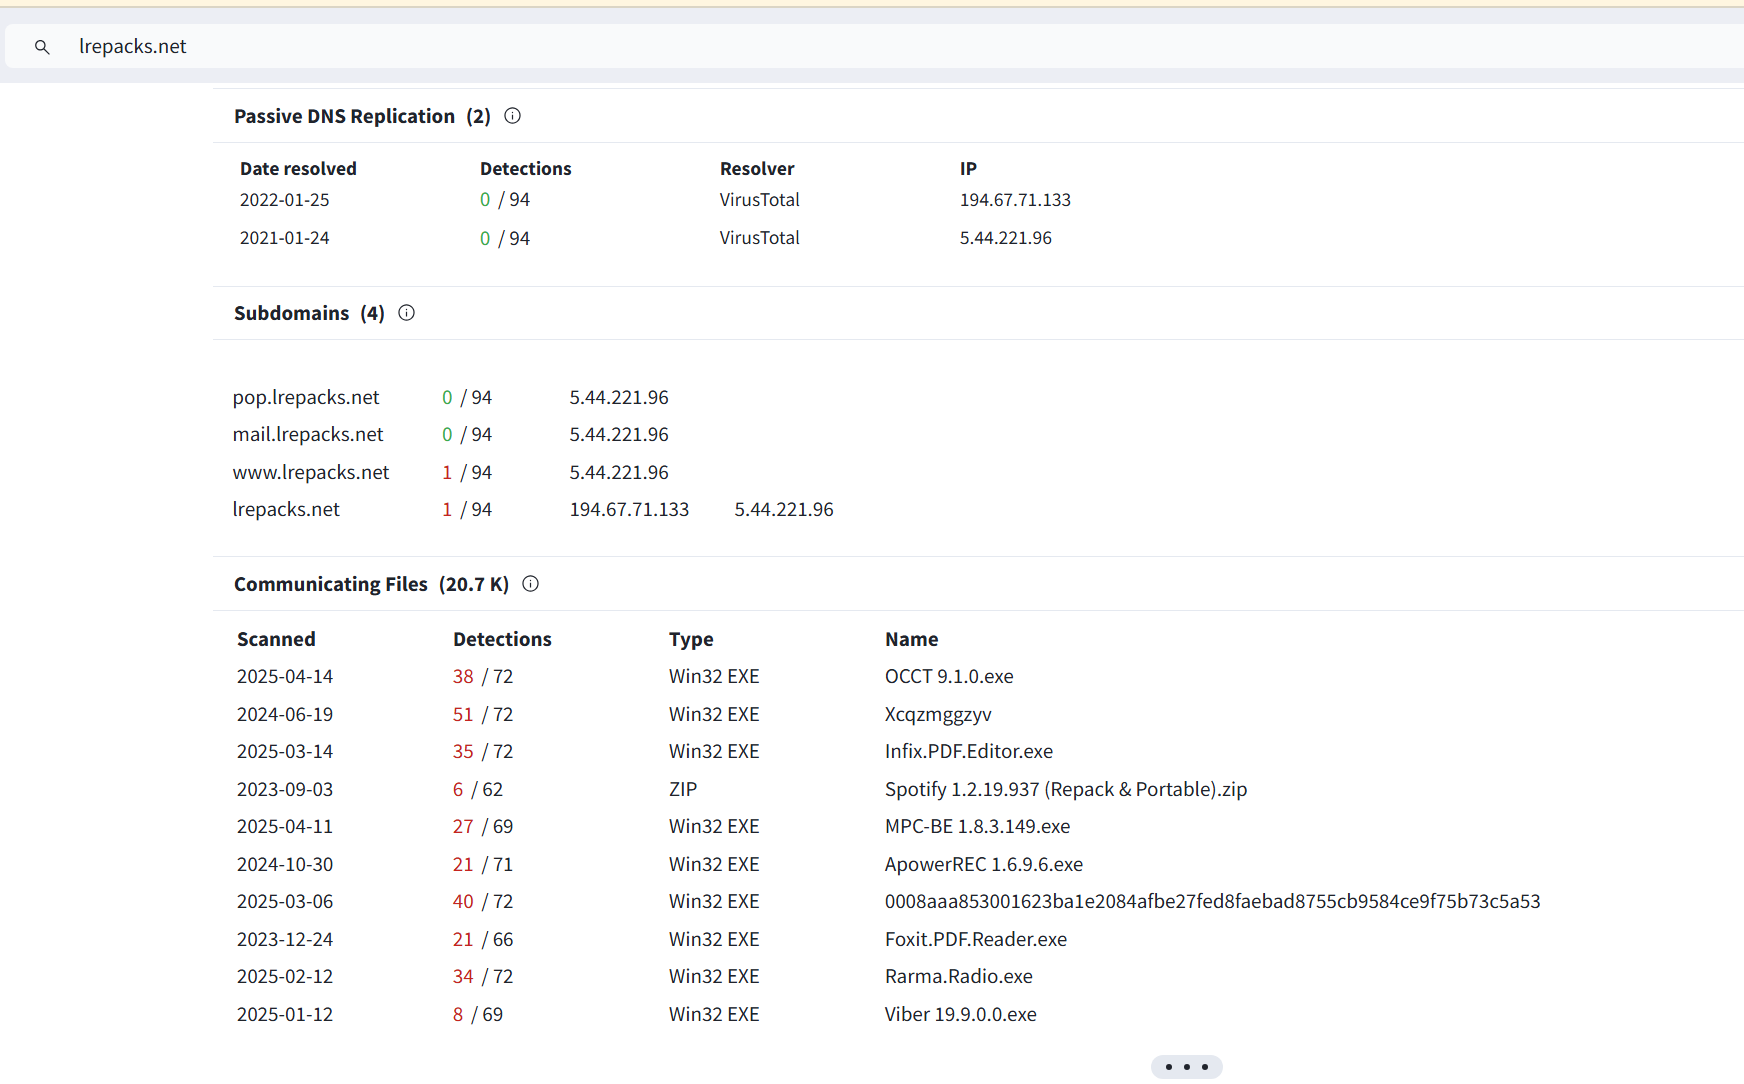 lrepacks.net
Passive DNS Replication (2)
Date resolved Detections Resolver IP
2022-01-25 0 / 94 VirusTotal 194.67.71.133
2021-01-24 0 / 94 VirusTotal 5.44.221.96
Subdomains (4)
pop.lrepacks.net 0 / 94 5.44.221.96
mail.lrepacks.net 0 / 94 5.44.221.96
www.lrepacks.net 1 / 94 5.44.221.96
lrepacks.net 1 / 94 194.67.71.133 5.44.221.96
Communicating Files (20.7 K)
Scanned Detections Type Name
2025-04-14 38 / 72 Win32 EXE OCCT 9.1.0.exe
2024-06-19 51 / 72 Win32 EXE Xcqzmggzyv
2025-03-14 35 / 72 Win32 EXE Infix.PDF.Editor.exe
2023-09-03 6 / 62 ZIP Spotify 1.2.19.937 (Repack & Portable).zip
2025-04-11 27 / 69 Win32 EXE MPC-BE 1.8.3.149.exe
2024-10-30 21 / 71 Win32 EXE ApowerREC 1.6.9.6.exe
2025-03-06 40 / 72 Win32 EXE 0008aaa853001623ba1e2084afbe27fed8faebad8755cb9584ce9f75b73c5a53
2023-12-24 21 / 66 Win32 EXE Foxit.PDF.Reader.exe
2025-02-12 34 / 72 Win32 EXE Rarma.Radio.exe
2025-01-12 8 / 69 Win32 EXE Viber 19.9.0.0.exe